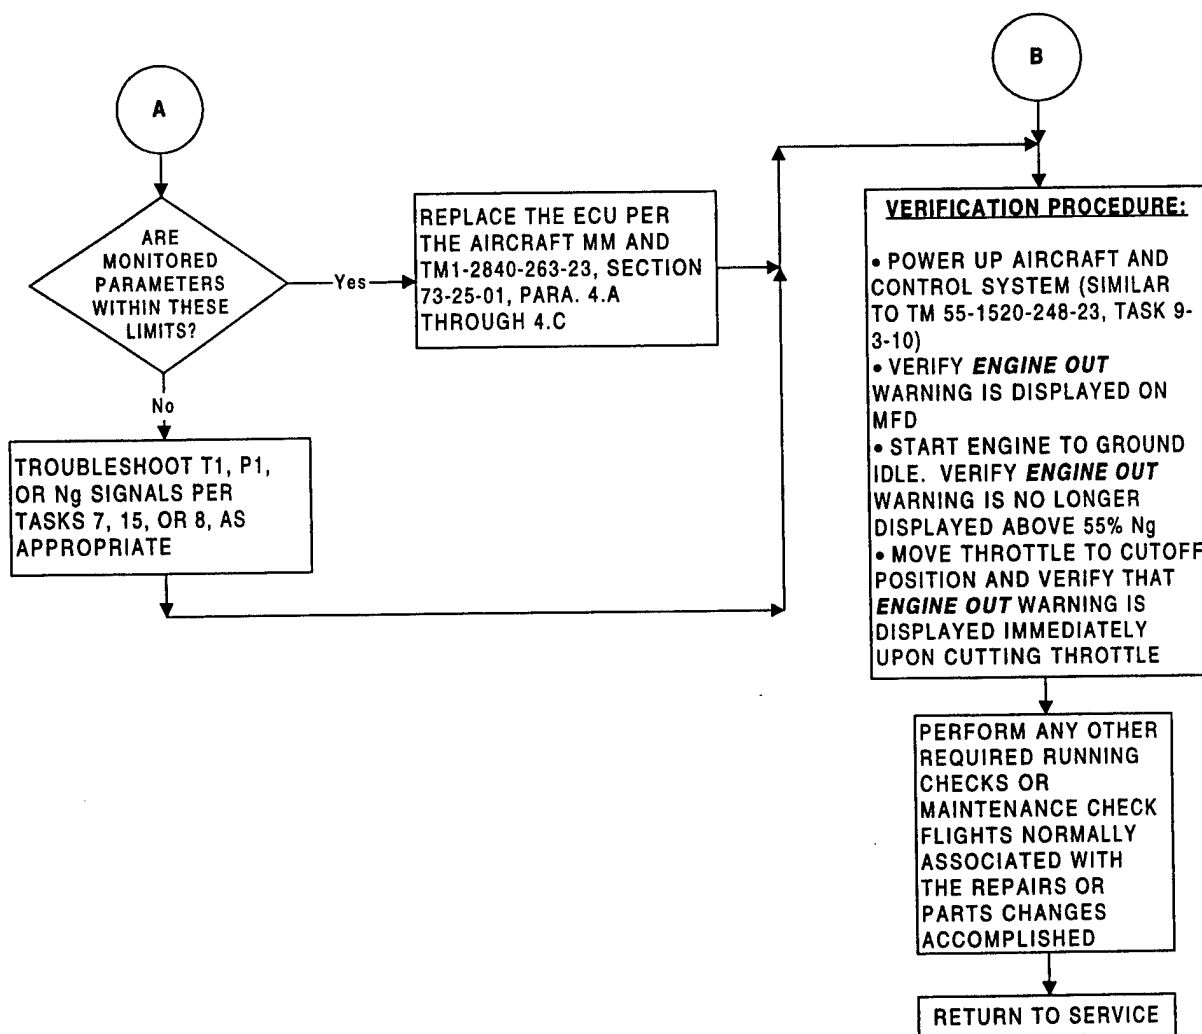 A
ARE
MONITORED
PARAMETERS
WITHIN THESE
LIMITS?
Yes
No
REPLACE THE ECU PER
THE AIRCRAFT MM AND
TM1-2840-263-23, SECTION
73-25-01, PARA. 4.A
THROUGH 4.C
TROUBLESHOOT T1, P1,
OR Ng SIGNALS PER
TASKS 7, 15, OR 8, AS
APPROPRIATE
B
VERIFICATION PROCEDURE:
• POWER UP AIRCRAFT AND
CONTROL SYSTEM (SIMILAR
TO TM 55-1520-248-23, TASK 9-
3-10)
• VERIFY ENGINE OUT
WARNING IS DISPLAYED ON
MFD
• START ENGINE TO GROUND
IDLE. VERIFY ENGINE OUT
WARNING IS NO LONGER
DISPLAYED ABOVE 55% Ng
• MOVE THROTTLE TO CUTOFF
POSITION AND VERIFY THAT
ENGINE OUT WARNING IS
DISPLAYED IMMEDIATELY
UPON CUTTING THROTTLE
PERFORM ANY OTHER
REQUIRED RUNNING
CHECKS OR
MAINTENANCE CHECK
FLIGHTS NORMALLY
ASSOCIATED WITH
THE REPAIRS OR
PARTS CHANGES
ACCOMPLISHED
RETURN TO SERVICE